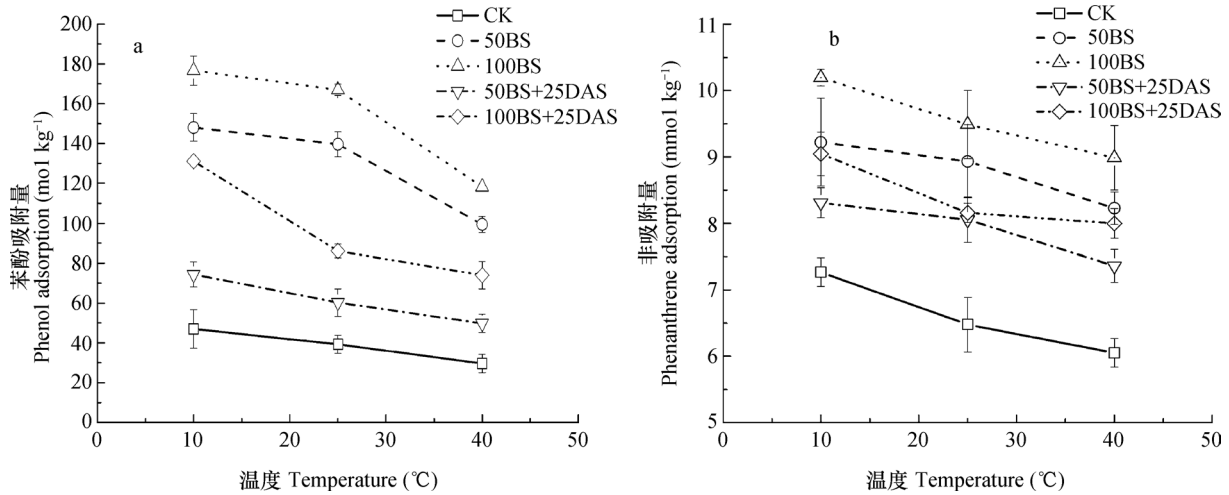 a
CK
50BS
100BS
50BS+25DAS
100BS+25DAS
200
180
160
140
120
100
80
60
40
20
0
苯酚吸附量
Phenol adsorption (mo1 kg⁻¹)
0
10
20
30
40
50
温度 Temperature (℃)
b
CK
50BS
100BS
50BS+25DAS
100BS+25DAS
11
10
9
8
7
6
5
非吸附量
Phenanthrene adsorption (mmo1 kg⁻¹)
0
10
20
30
40
50
温度 Temperature (℃)